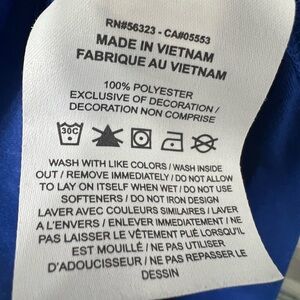 RN#56323 - CA#05553
MADE IN VIETNAM
FABRIQUE AU VIETNAM
100% POLYESTER
EXCLUSIVE OF DECORATION /
DECORATION NON COMPRISE
30C
WASH WITH LIKE COLORS / WASH INSIDE
OUT / REMOVE IMMEDIATELY / DO NOT ALLOW
TO LAY ON ITSELF WHEN WET / DO NOT USE
SOFTENERS / DO NOT IRON DESIGN
LAVER AVEC COULEURS SIMILAIRES / LAVER
A L'ENVERS / ENLEVER IMMEDIATEMENT / NE
PAS LAISSER LE VÊTEMENT PLIÉ LORSQU'IL
EST MOUILLÉ / NE PAS UTILISER
D'ADOUCISSEUR / NE PAS REPASSER LE
DESSIN